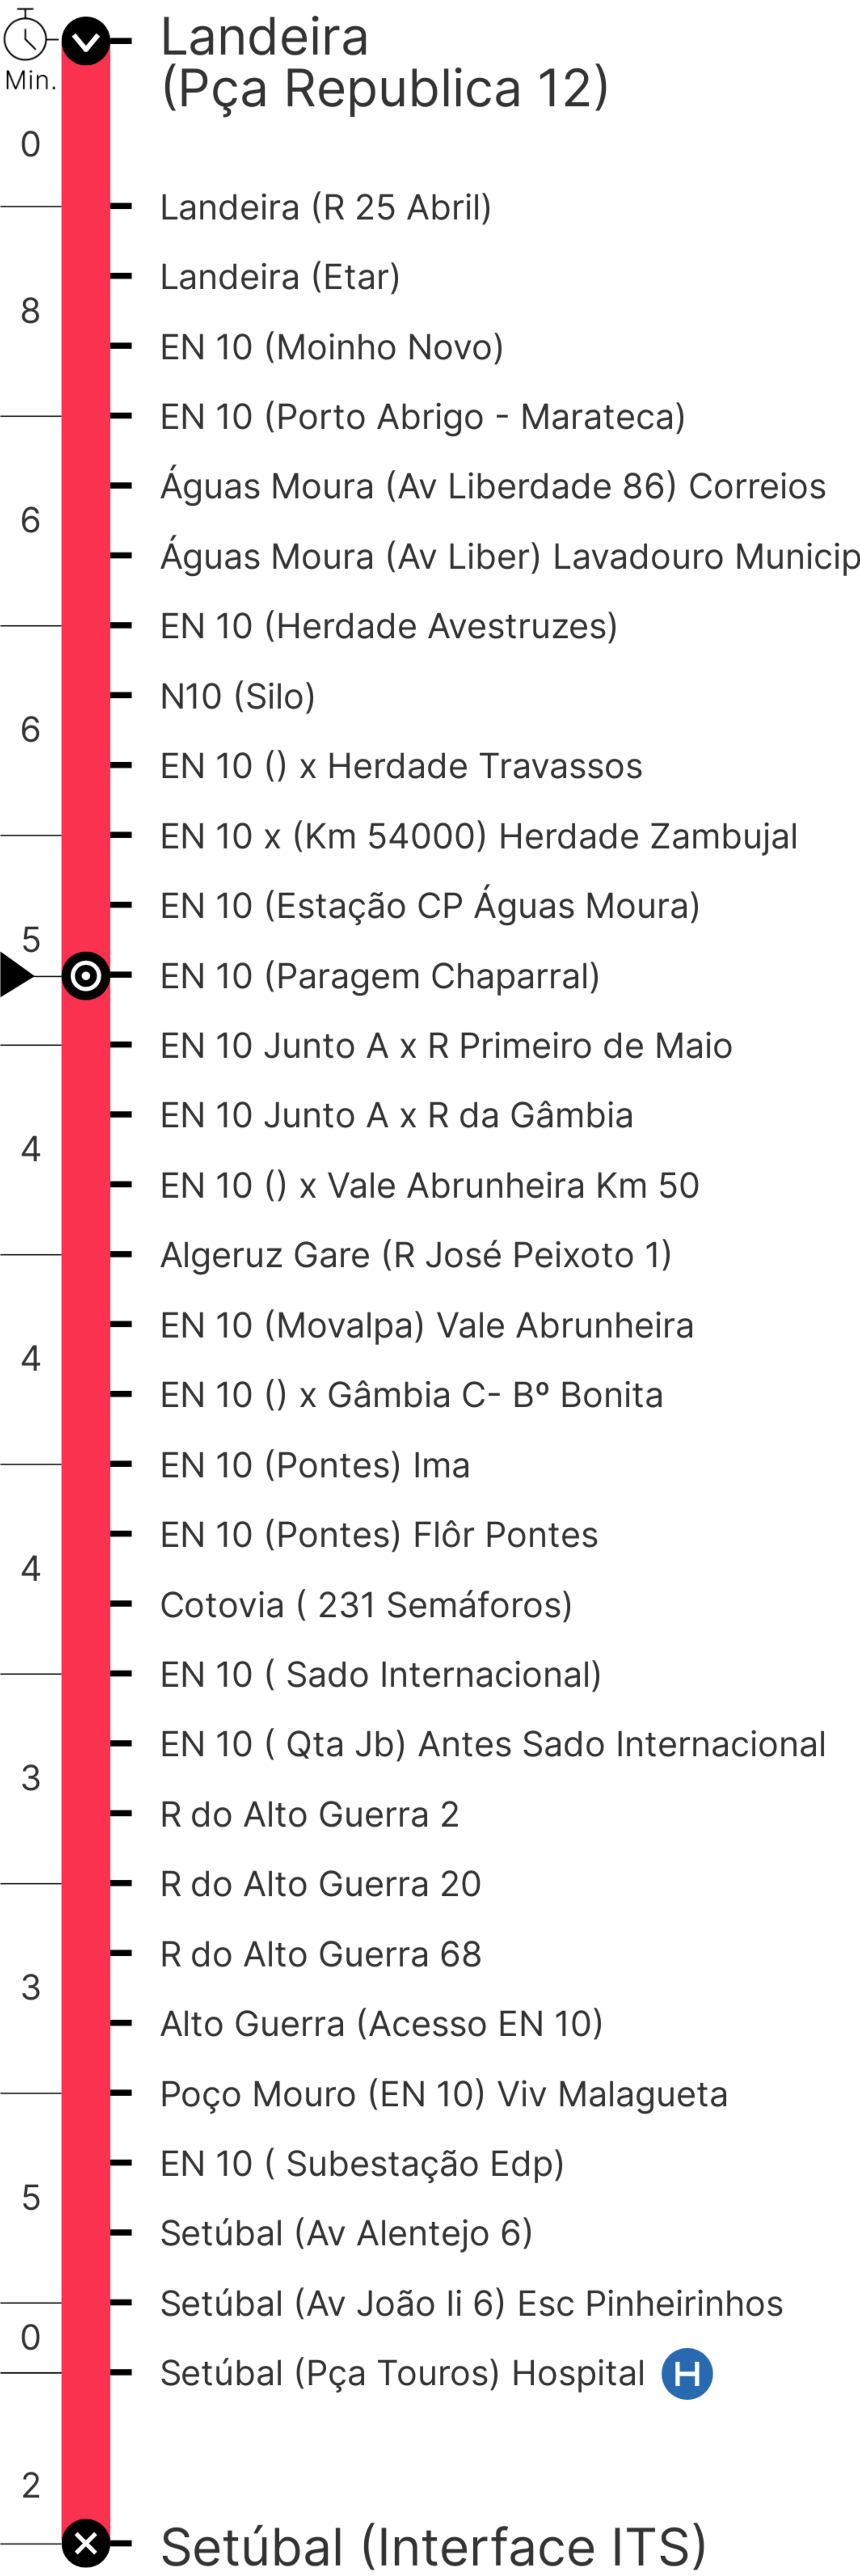 Landeira
(Pça Republica 12)
Min.
0
Landeira (R 25 Abril)
Landeira (Etar)
8
EN 10 (Moinho Novo)
EN 10 (Porto Abrigo - Marateca)
Águas Moura (Av Liberdade 86) Correios
6
Águas Moura (Av Liber) Lavadouro Municip
EN 10 (Herdade Avestruzes)
N10 (Silo)
6
EN 10 () x Herdade Travassos
EN 10 x (Km 54000) Herdade Zambujal
EN 10 (Estação CP Águas Moura)
5
EN 10 (Paragem Chaparral)
EN 10 Junto A x R Primeiro de Maio
EN 10 Junto A x R da Gâmbia
4
EN 10 () x Vale Abrunheira Km 50
Algeruz Gare (R José Peixoto 1)
EN 10 (Movalpa) Vale Abrunheira
4
EN 10 () x Gâmbia C- Bº Bonita
EN 10 (Pontes) Ima
EN 10 (Pontes) Flôr Pontes
4
Cotovia ( 231 Semáforos)
EN 10 ( Sado Internacional)
EN 10 ( Qta Jb) Antes Sado Internacional
3
R do Alto Guerra 2
R do Alto Guerra 20
R do Alto Guerra 68
3
Alto Guerra (Acesso EN 10)
Poço Mouro (EN 10) Viv Malagueta
EN 10 ( Subestação Edp)
5
Setúbal (Av Alentejo 6)
Setúbal (Av João Ii 6) Esc Pinheirinhos
0
Setúbal (Pça Touros) Hospital H
2
Setúbal (Interface ITS)